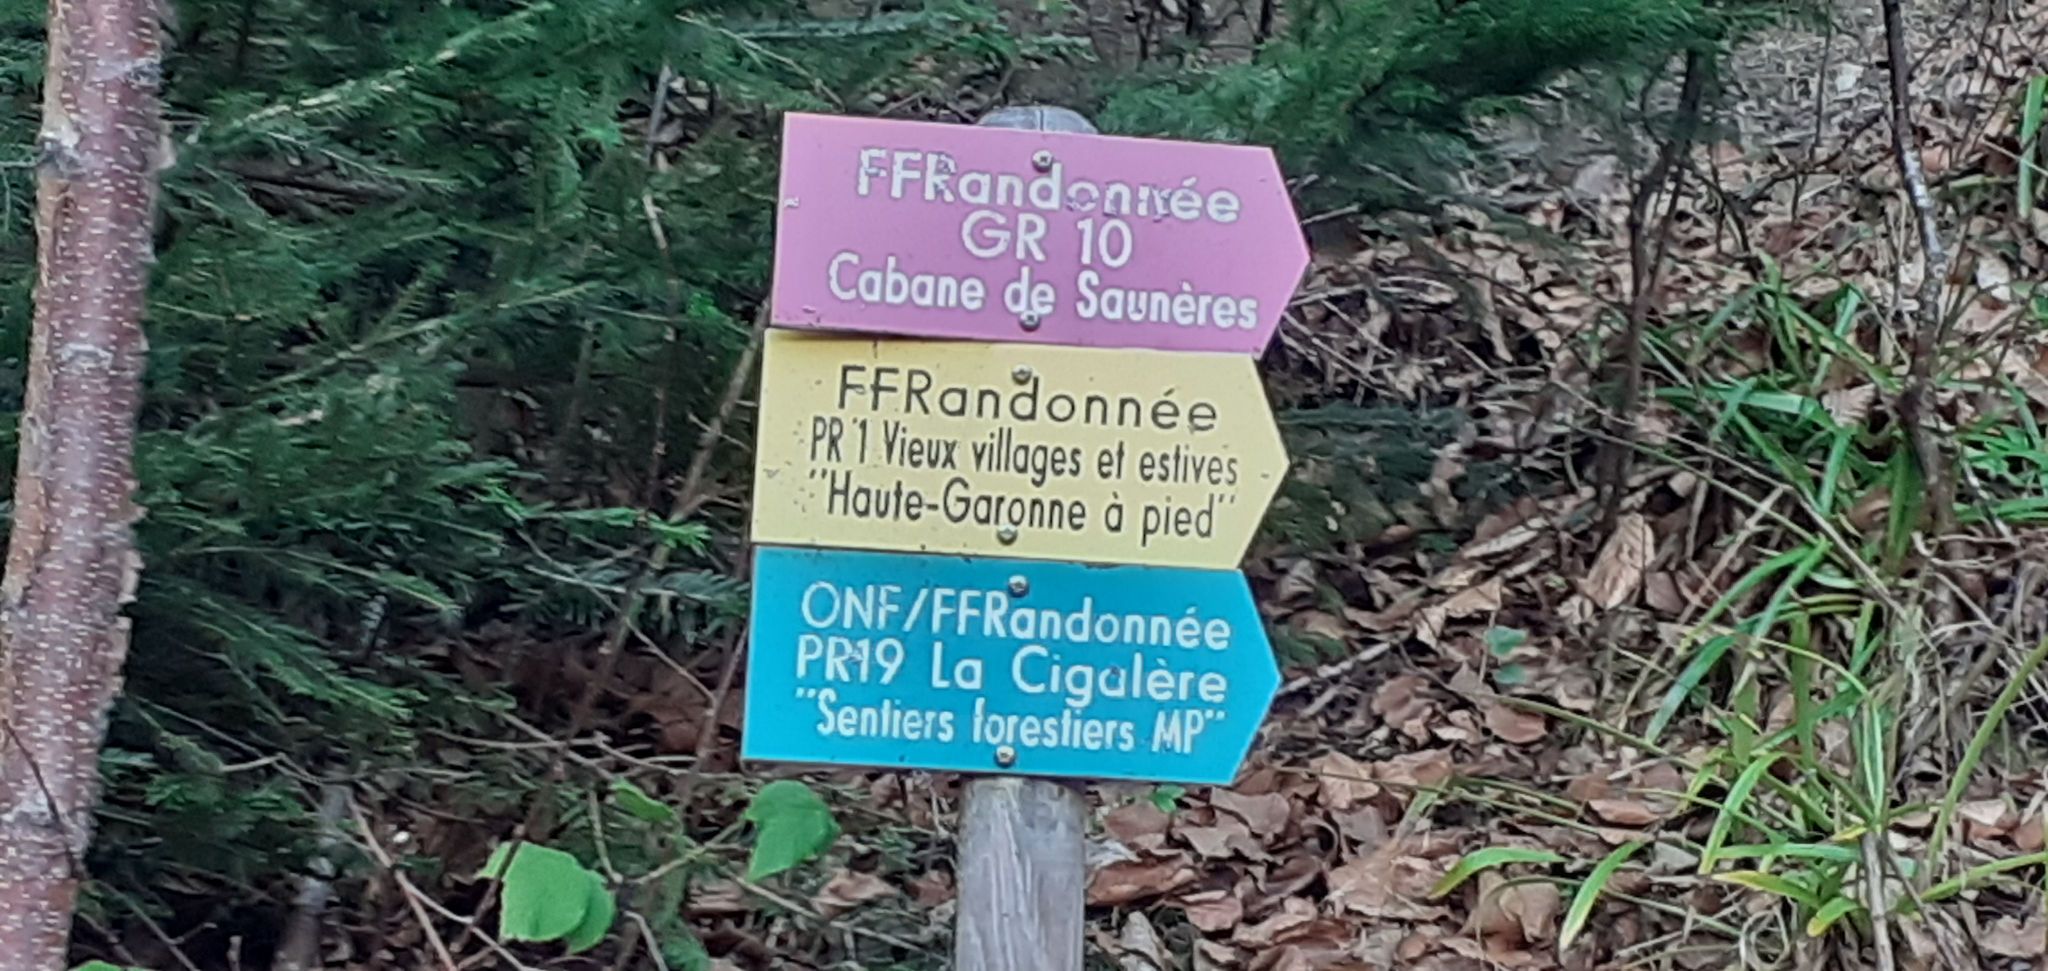 FFRandonnée
GR 10
Cabane de Saunères
FFRandonnée
PR 1 Vieux villages et estives
"Haute-Garonne à pied"
ONF/FFRandonnée
PR19 La Cigalère
"Sentiers forestiers MP"